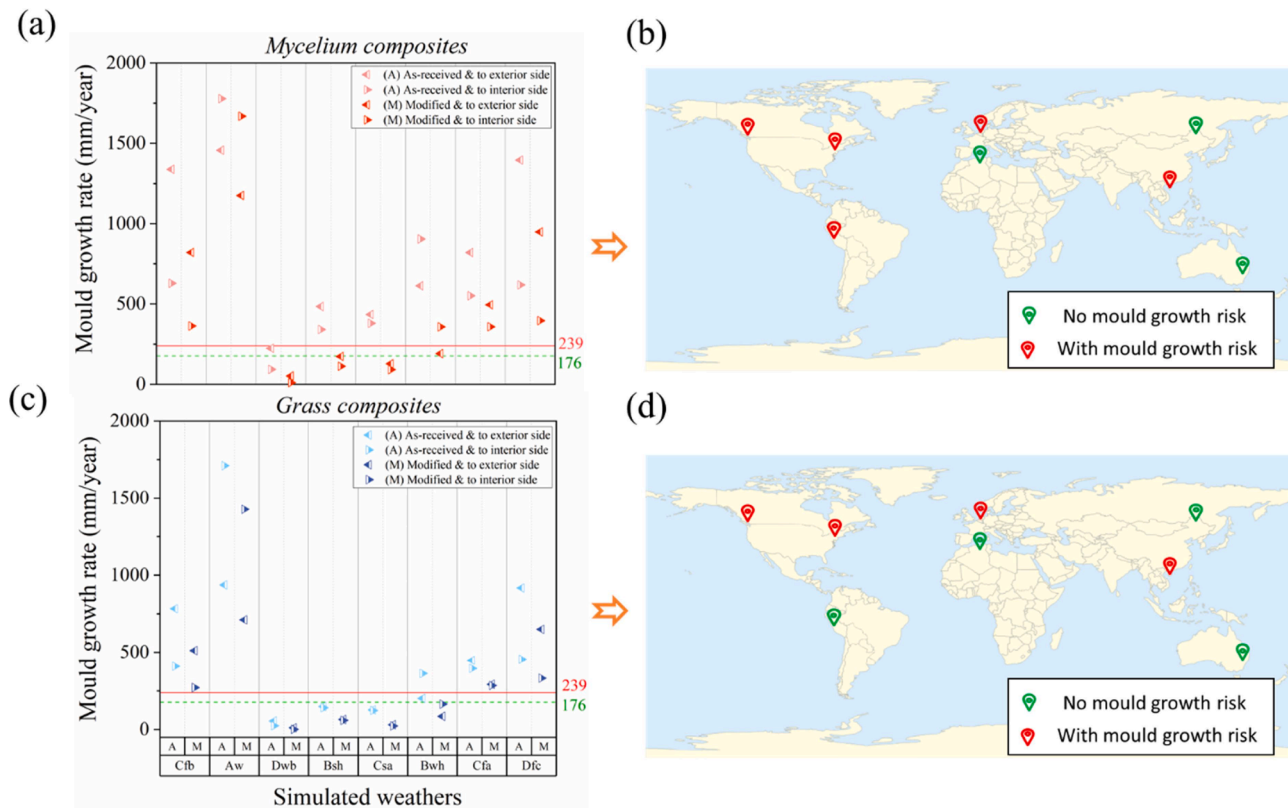 (a)
Mycelium composites
Mould growth rate (mm/year)
2000
1500
1000
500
0
(A) As-received & to exterior side
(A) As-received & to interior side
(M) Modified & to exterior side
(M) Modified & to interior side
239
176
(b)
No mould growth risk
With mould growth risk
(c)
Grass composites
Mould growth rate (mm/year)
2000
1500
1000
500
0
(A) As-received & to exterior side
(A) As-received & to interior side
(M) Modified & to exterior side
(M) Modified & to interior side
239
176
A M A M A M A M A M A M A M A M
Cfb Aw Dwb Bsh Csa Bwh Cfa Dfc
Simulated weathers
(d)
No mould growth risk
With mould growth risk